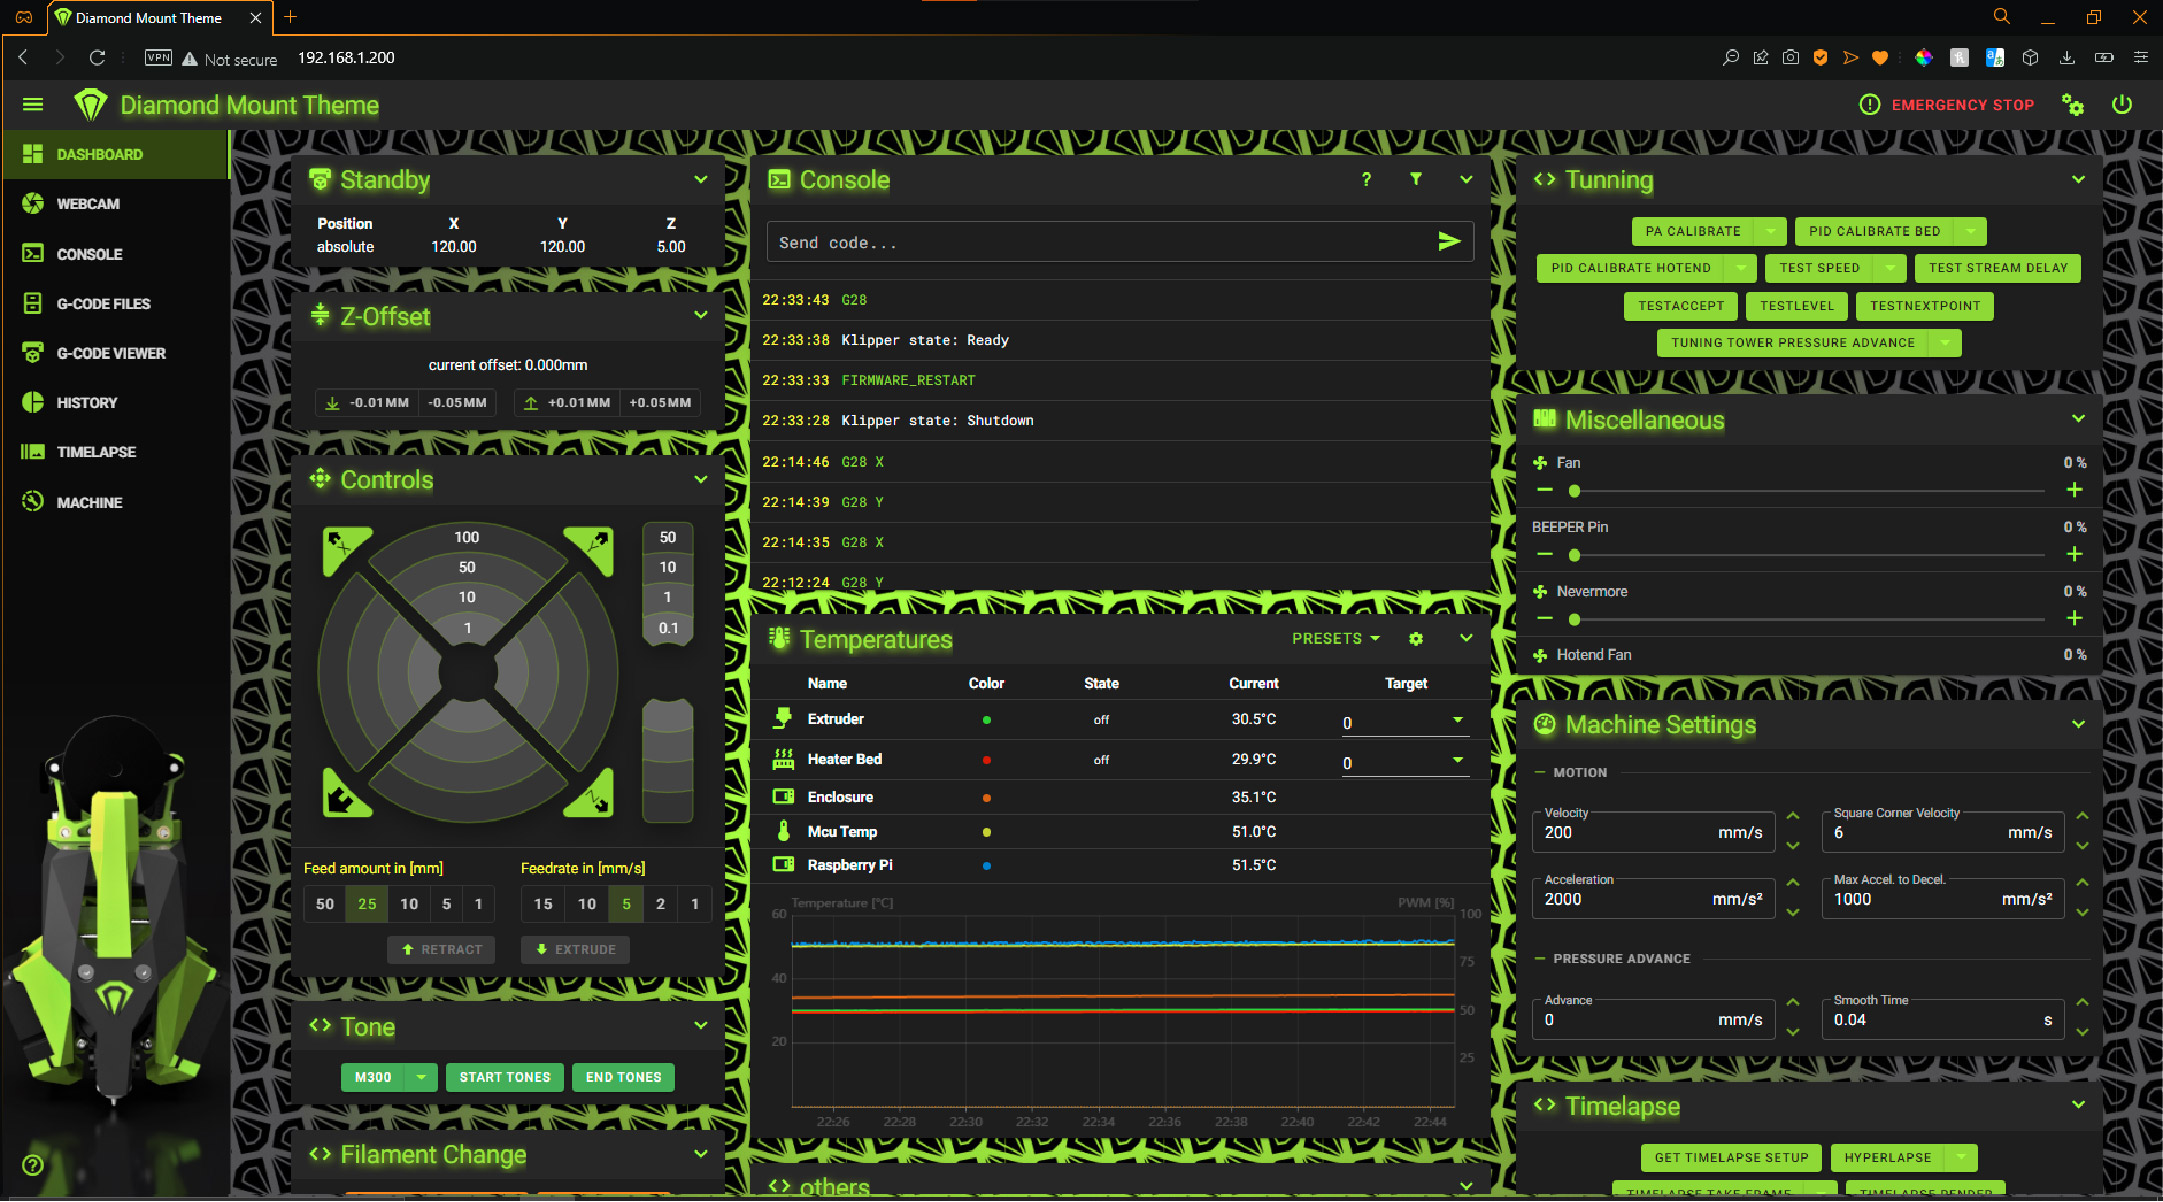 Diamond Mount Theme
VPN Not secure 192.168.1.200
Diamond Mount Theme
EMERGENCY STOP
DASHBOARD
WEBCAM
CONSOLE
G-CODE FILES
G-CODE VIEWER
HISTORY
TIMELAPSE
MACHINE
Standby
Position X Y Z
absolute 120.00 120.00 5.00
Z-Offset
current offset: 0.000mm
-0.01MM -0.05MM +0.01MM +0.05MM
Controls
100
50
10
1
50
10
1
0.1
Feed amount in [mm] Feedrate in [mm/s]
50 25 10 5 1 15 10 5 2 1
RETRACT EXTRUDE
Tone
M300 START TONES END TONES
Filament Change
Console
Send code...
22:33:43 G28
22:33:38 Klipper state: Ready
22:33:33 FIRMWARE_RESTART
22:33:28 Klipper state: Shutdown
22:14:46 G28 X
22:14:39 G28 Y
22:14:35 G28 X
22:12:24 G28 Y
Temperatures PRESETS
Name Color State Current Target
Extruder off 30.5°C 0
Heater Bed off 29.9°C 0
Enclosure 35.1°C
Mcu Temp 51.0°C
Raspberry Pi 51.5°C
Temperature [°C] PWM [%]
60 100
75
40
50
20
25
22:26 22:28 22:30 22:32 22:34 22:36 22:38 22:40 22:42 22:44
others
Tunning
PA CALIBRATE PID CALIBRATE BED
PID CALIBRATE HOTEND TEST SPEED TEST STREAM DELAY
TESTACCEPT TESTLEVEL TESTNEXTPOINT
TUNING TOWER PRESSURE ADVANCE
Miscellaneous
Fan 0 %
BEEPER Pin 0 %
Nevermore 0 %
Hotend Fan 0 %
Machine Settings
MOTION
Velocity Square Corner Velocity
200 mm/s 6 mm/s
Acceleration Max Accel. to Decel.
2000 mm/s² 1000 mm/s²
PRESSURE ADVANCE
Advance Smooth Time
0 mm/s 0.04 s
Timelapse
GET TIMELAPSE SETUP HYPERLAPSE
TIMELAPSE TAKE FRAME TIMELAPSE RENDER